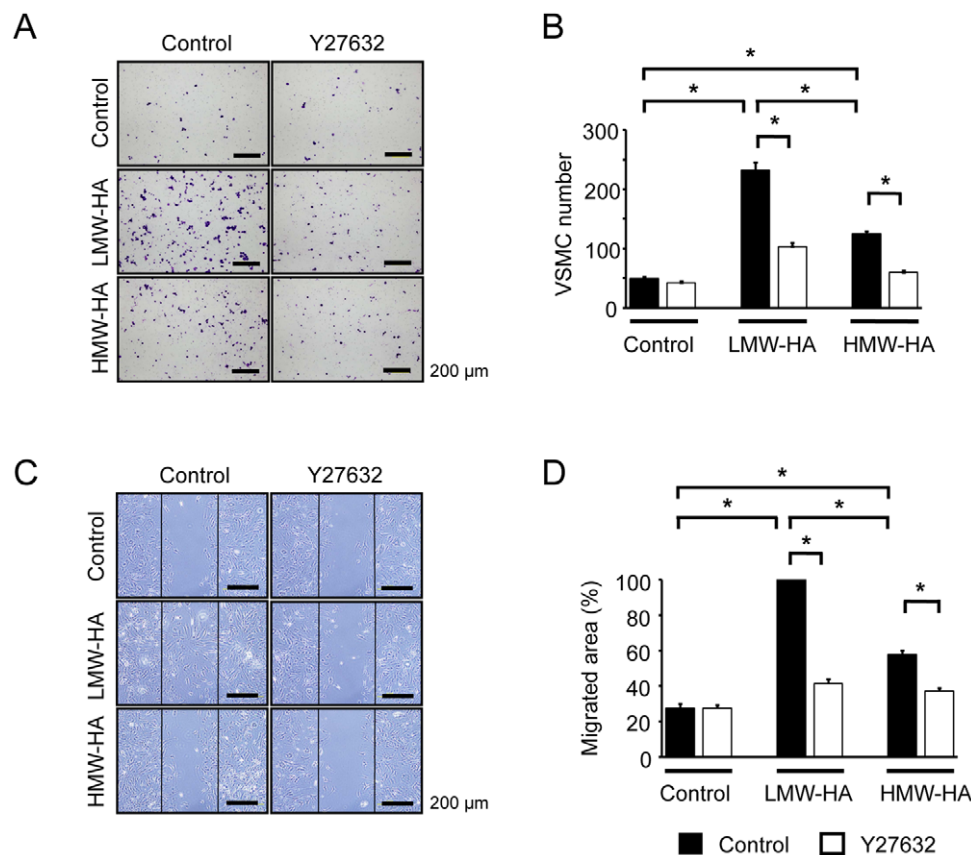 A
Control Y27632
Control
LMW-HA
HMW-HA
200 µm
B
*
* *
*
*
VSMC number
300
200
100
0
Control LMW-HA HMW-HA
C
Control Y27632
Control
LMW-HA
HMW-HA
200 µm
D
*
* *
*
*
Migrated area (%)
100
80
60
40
20
0
Control LMW-HA HMW-HA
Control Y27632